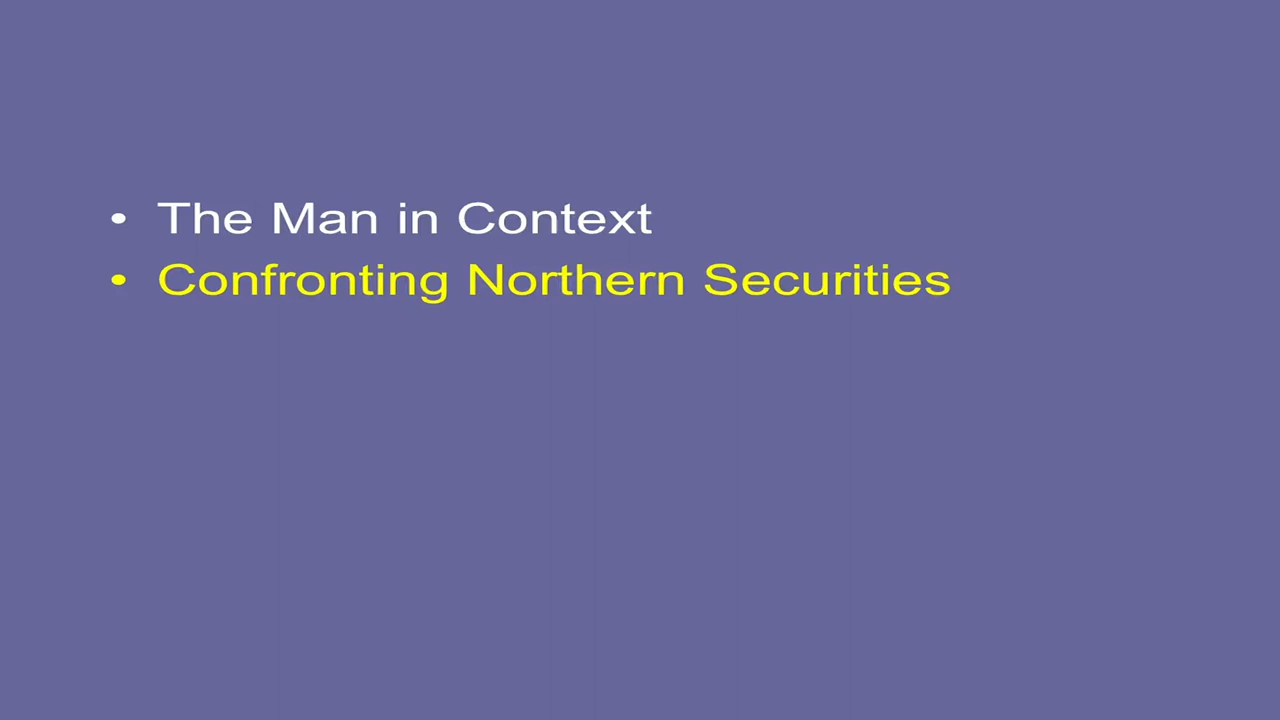 • The Man in Context
• Confronting Northern Securities